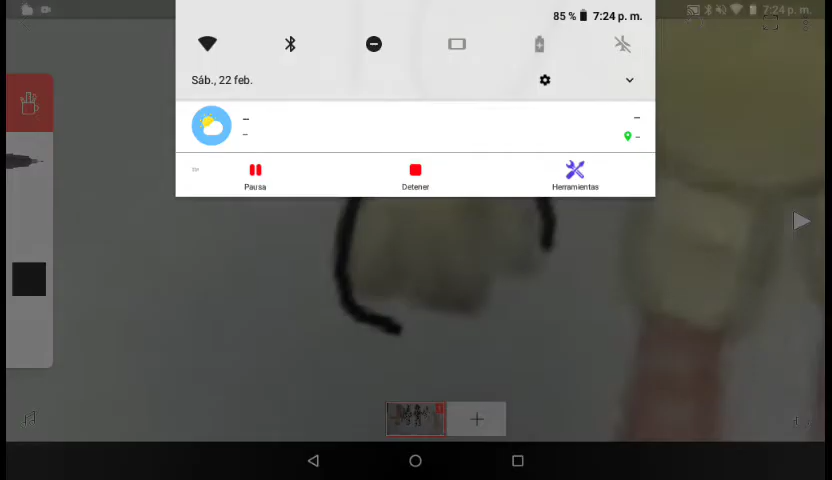 7:24 p. m.
85 % 7:24 p. m.
Sáb., 22 feb.
--
--
--
--
Pausa
Detener
Herramientas